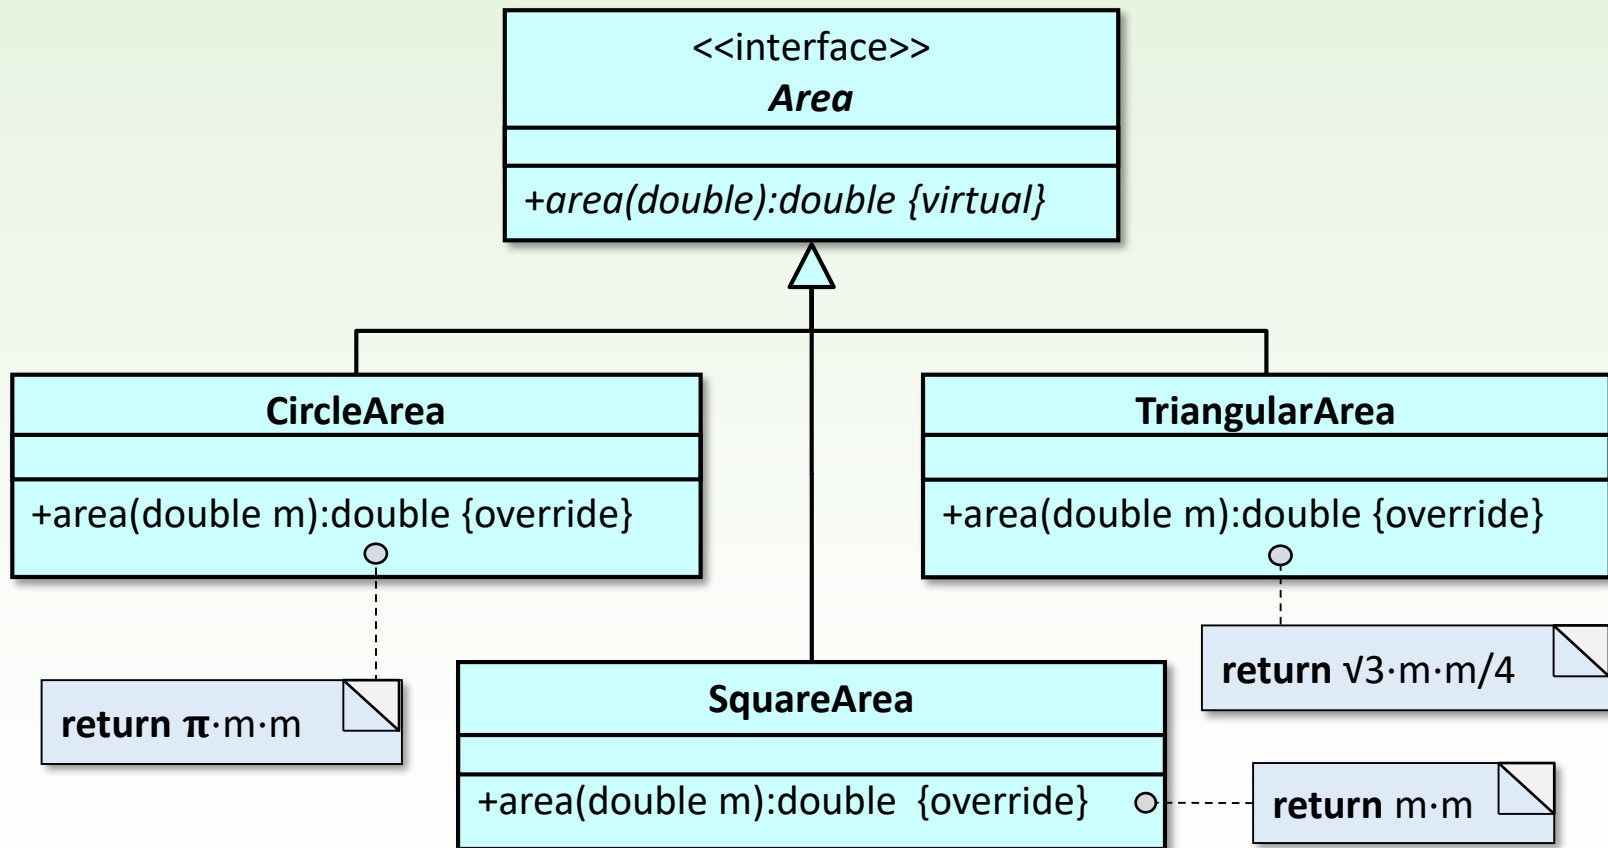 <<interface>>
Area
+area(double):double {virtual}
CircleArea
+area(double m):double {override}
TriangularArea
+area(double m):double {override}
return π·m·m
SquareArea
+area(double m):double {override}
return √3·m·m/4
return m·m